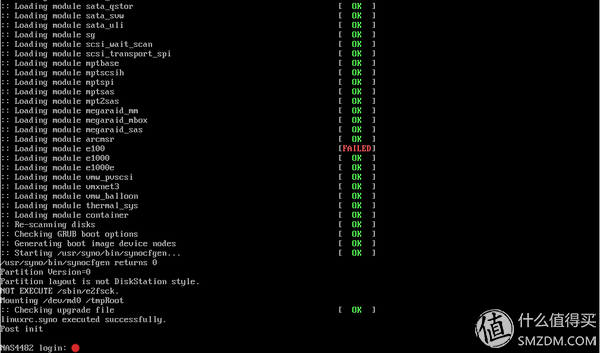 :: Loading module sata_qstor [ OK ]
:: Loading module sata_svw [ OK ]
:: Loading module sata_uli [ OK ]
:: Loading module sg [ OK ]
:: Loading module scsi_wait_scan [ OK ]
:: Loading module scsi_transport_spi [ OK ]
:: Loading module mptbase [ OK ]
:: Loading module mptscsih [ OK ]
:: Loading module mptspi [ OK ]
:: Loading module mptsas [ OK ]
:: Loading module mpt2sas [ OK ]
:: Loading module megaraid_mm [ OK ]
:: Loading module megaraid_mbox [ OK ]
:: Loading module megaraid_sas [ OK ]
:: Loading module arcmsr [ OK ]
:: Loading module e100 [FAILED]
:: Loading module e1000 [ OK ]
:: Loading module e1000e [ OK ]
:: Loading module vmw_pvscsi [ OK ]
:: Loading module vmxnet3 [ OK ]
:: Loading module vmw_balloon [ OK ]
:: Loading module thermal_sys [ OK ]
:: Loading module container [ OK ]
:: Re-scanning disks [ OK ]
:: Checking GRUB boot options [ OK ]
:: Generating boot image device nodes [ OK ]
:: Starting /usr/syno/bin/synocfgen... [ OK ]
/usr/syno/bin/synocfgen returns 0
Partition Version=0
Partition layout is not DiskStation style.
NOT EXECUTE /sbin/e2fsck.
Mounting /dev/md0 /tmpRoot
:: Checking upgrade file [ OK ]
linuxrc.syno executed successfully.
Post init
NAS4402 login:
值 什么值得买
SMZDM.COM